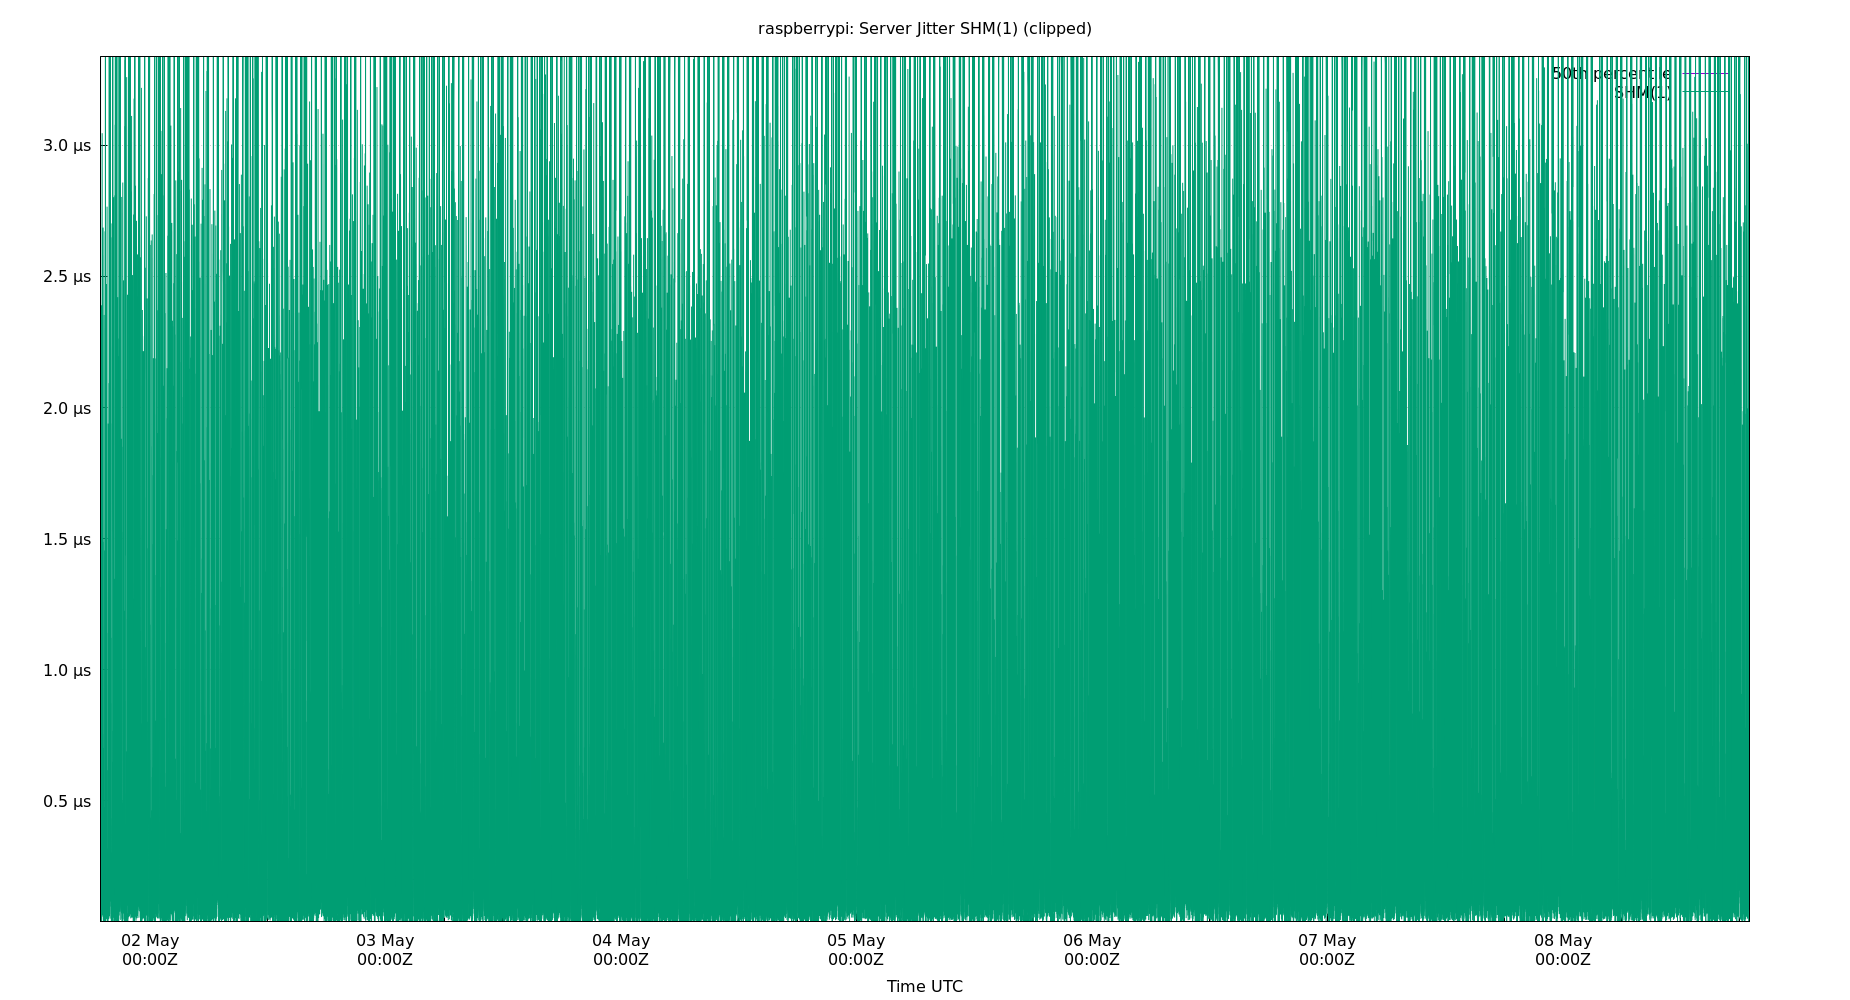 raspberrypi: Server Jitter SHM(1) (clipped)
50th percentile
SHM(1)
3.0 µs
2.5 µs
2.0 µs
1.5 µs
1.0 µs
0.5 µs
02 May 03 May 04 May 05 May 06 May 07 May 08 May
00:00Z 00:00Z 00:00Z 00:00Z 00:00Z 00:00Z 00:00Z
Time UTC